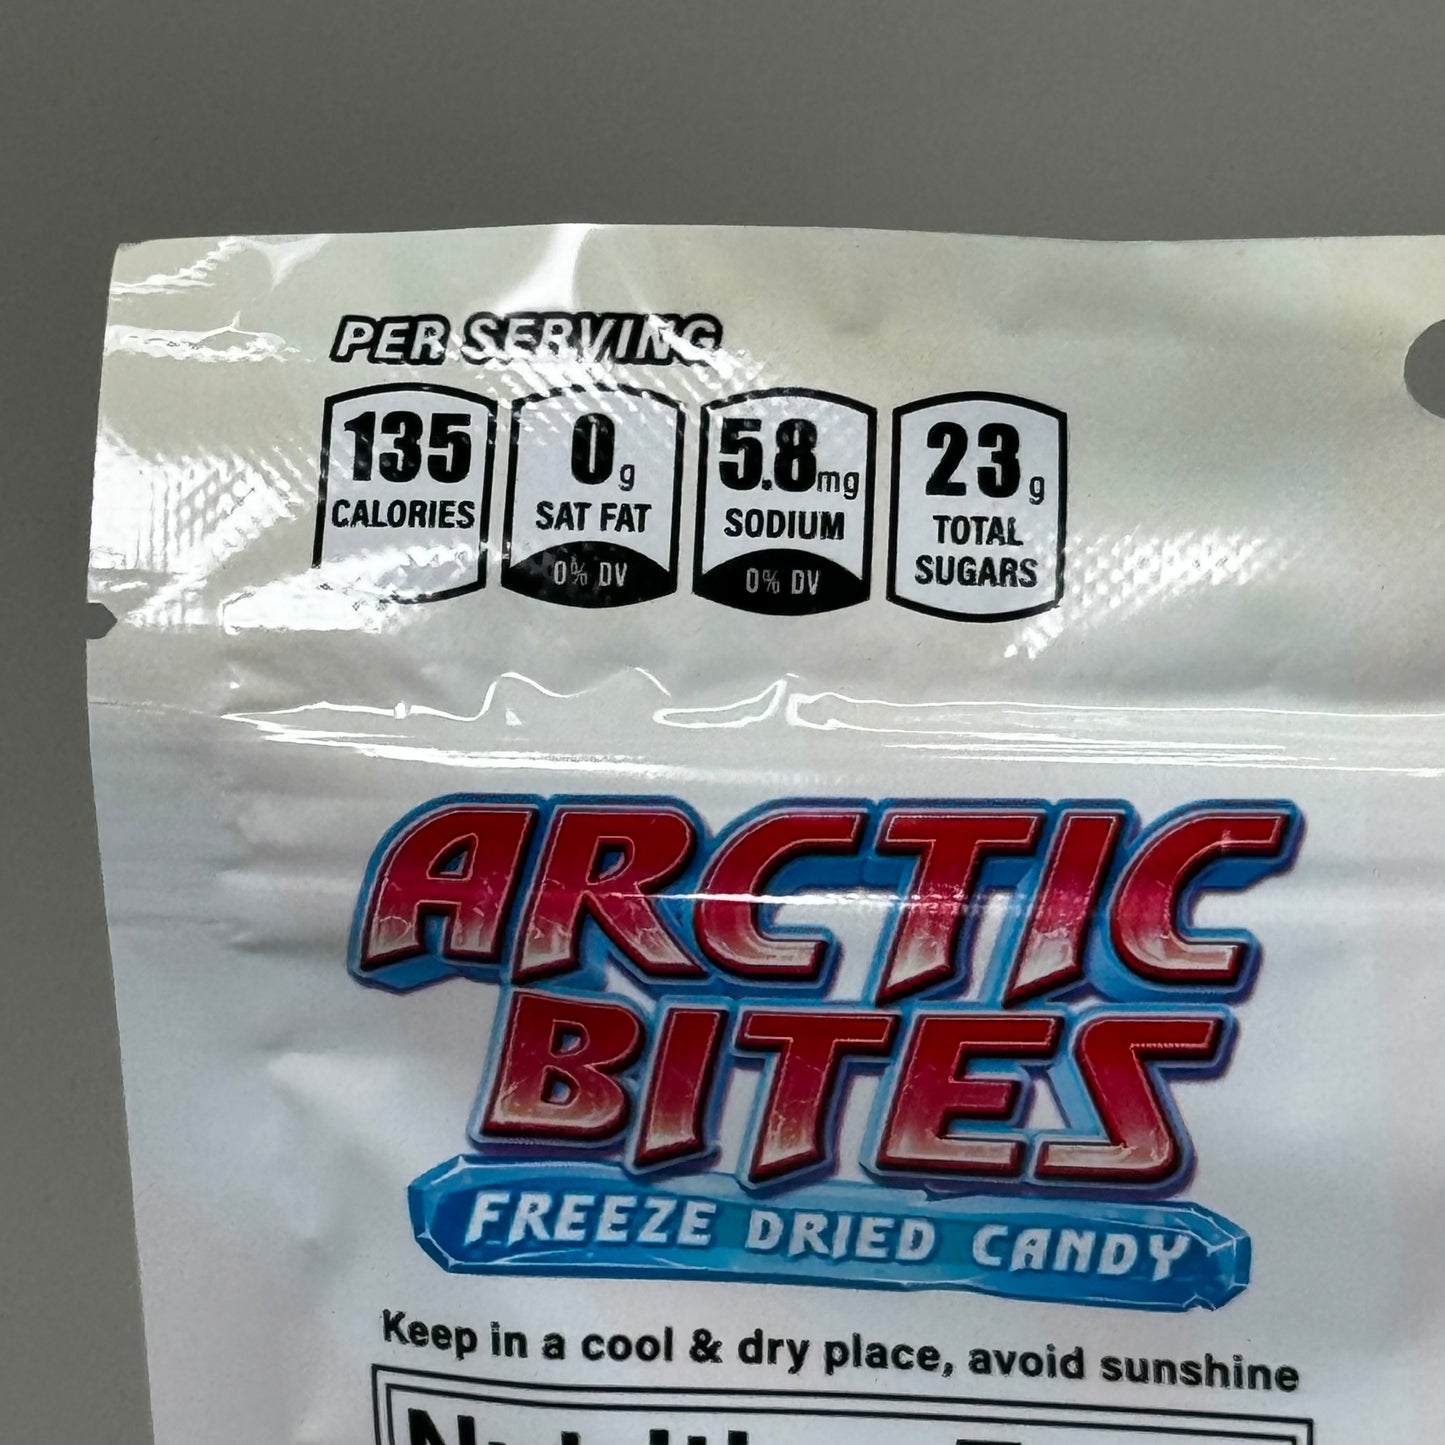 PER SERVING
135 0g 5.8mg 23g
CALORIES SAT FAT SODIUM TOTAL SUGARS
0% DV 0% DV
ARCTIC
BITES
FREEZE DRIED CANDY
Keep in a cool & dry place, avoid sunshine